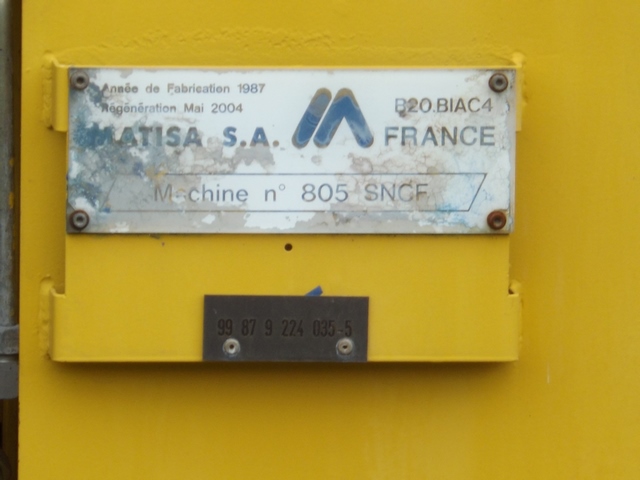 Année de Fabrication 1987
Régénération Mai 2004 B20.BIAC4
MATISA S.A. FRANCE
Machine n° 805 SNCF
99 87 9 224 035-5